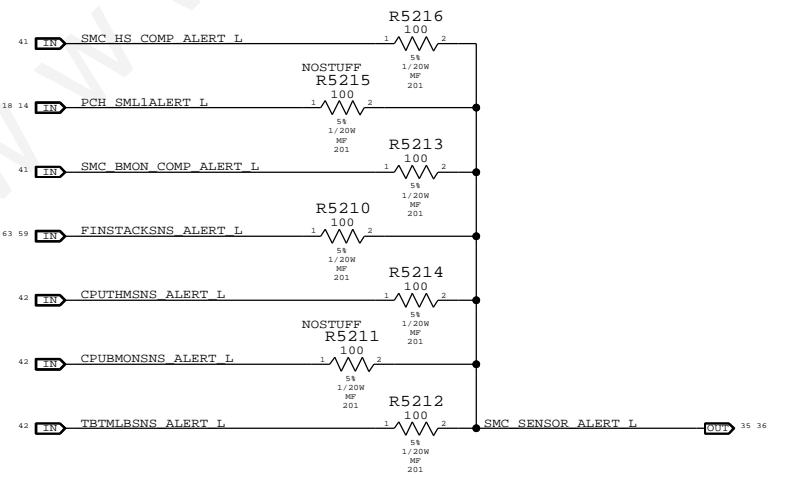 R5216
100
41 IN SMC_HS_COMP_ALERT_L 1 2
5%
1/20W
MF
201
NOSTUFF
R5215
100
18 14 IN PCH_SML1ALERT_L 1 2
5%
1/20W
MF
201
R5213
100
41 IN SMC_BMON_COMP_ALERT_L 1 2
5%
1/20W
MF
201
R5210
100
63 59 IN FINSTACKSNS_ALERT_L 1 2
5%
1/20W
MF
201
R5214
100
42 IN CPUTHMSNS_ALERT_L 1 2
5%
1/20W
MF
201
NOSTUFF
R5211
100
42 IN CPUBMONSNS_ALERT_L 1 2
5%
1/20W
MF
201
R5212
100
42 IN TBTMLBSNS_ALERT_L 1 2 SMC_SENSOR_ALERT_L OUT 35 36
5%
1/20W
MF
201